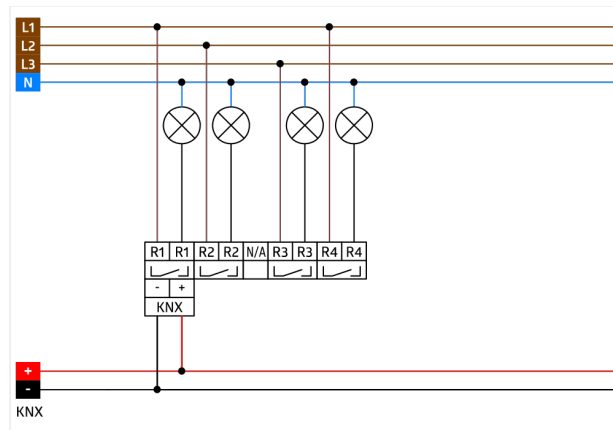 L1
L2
L3
N
R1 R1 R2 R2 N/A R3 R3 R4 R4
- +
KNX
+
-
KNX